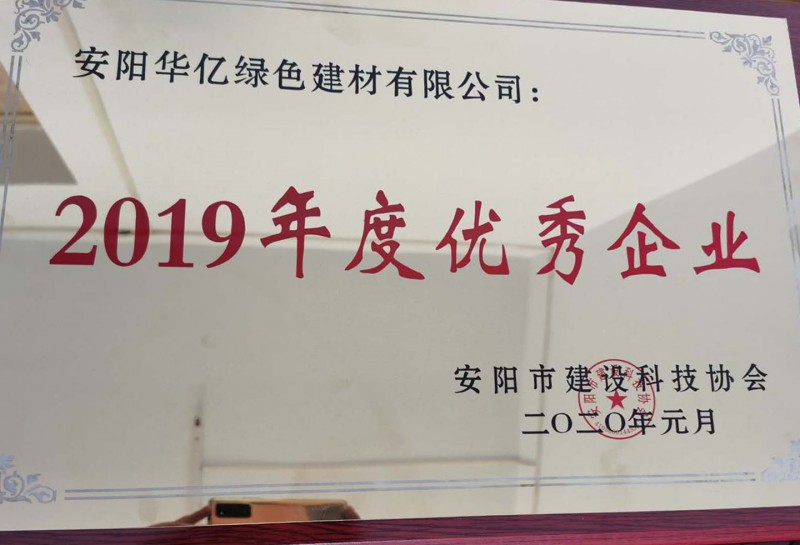 安阳华亿绿色建材有限公司：
2019年度优秀企业
安阳市建设科技协会
二〇二〇年元月